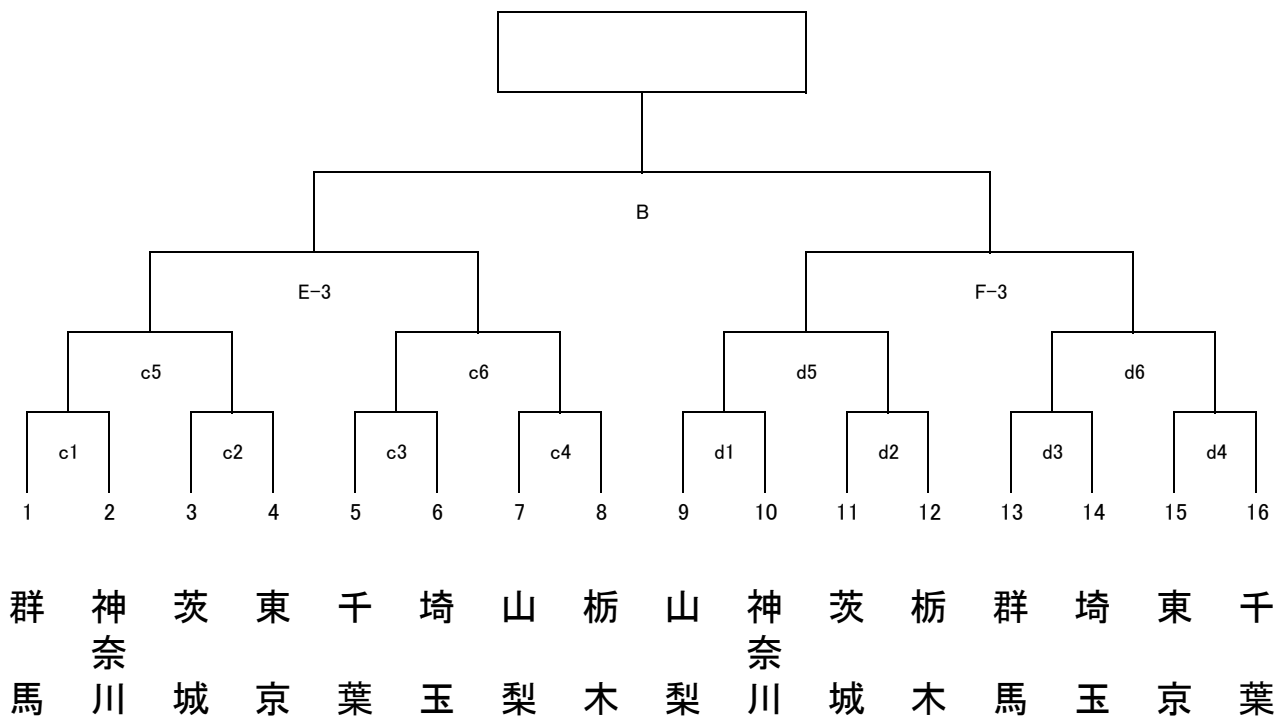 B
E-3 F-3
c5 c6 d5 d6
c1 c2 c3 c4 d1 d2 d3 d4
1 2 3 4 5 6 7 8 9 10 11 12 13 14 15 16
群馬
神奈川
茨城
東京
千葉
埼玉
山梨
栃木
山梨
神奈川
茨城
栃木
群馬
埼玉
東京
千葉